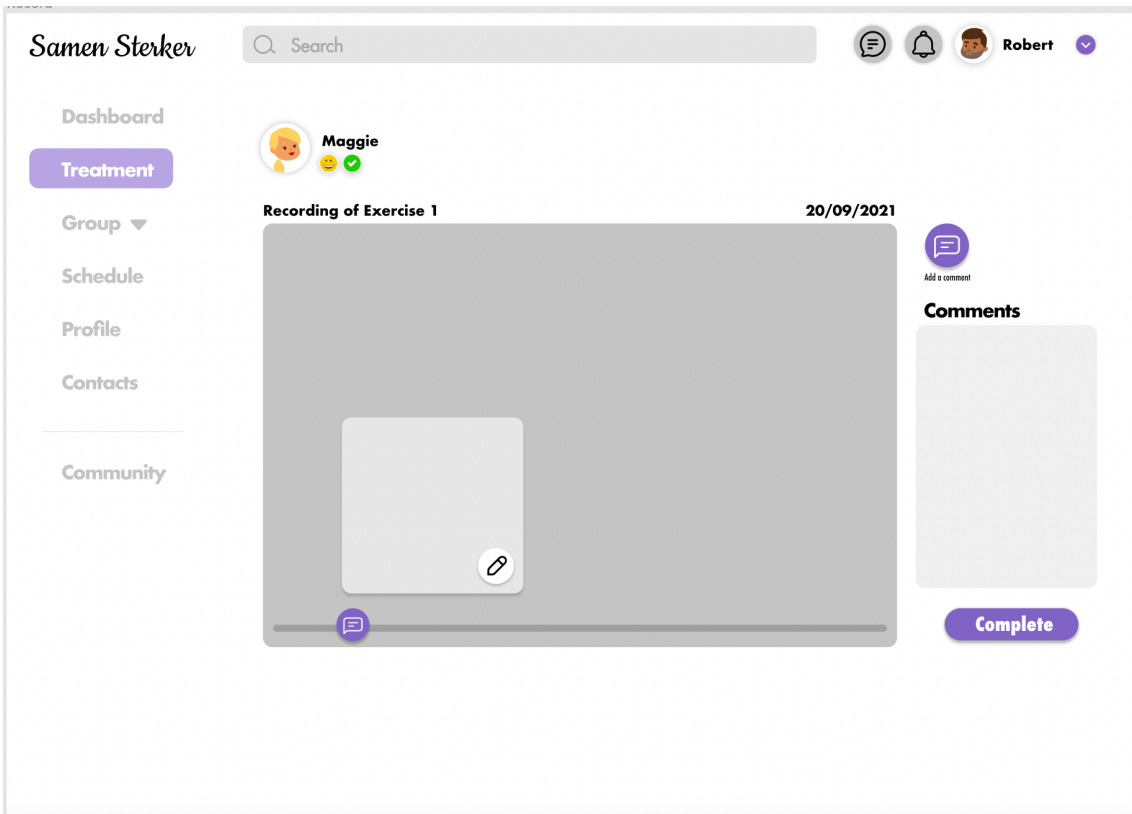 Samen Sterker
Search
Robert
Dashboard
Treatment
Group
Schedule
Profile
Contacts
Community
Maggie
Recording of Exercise 1
20/09/2021
Add a comment
Comments
Complete